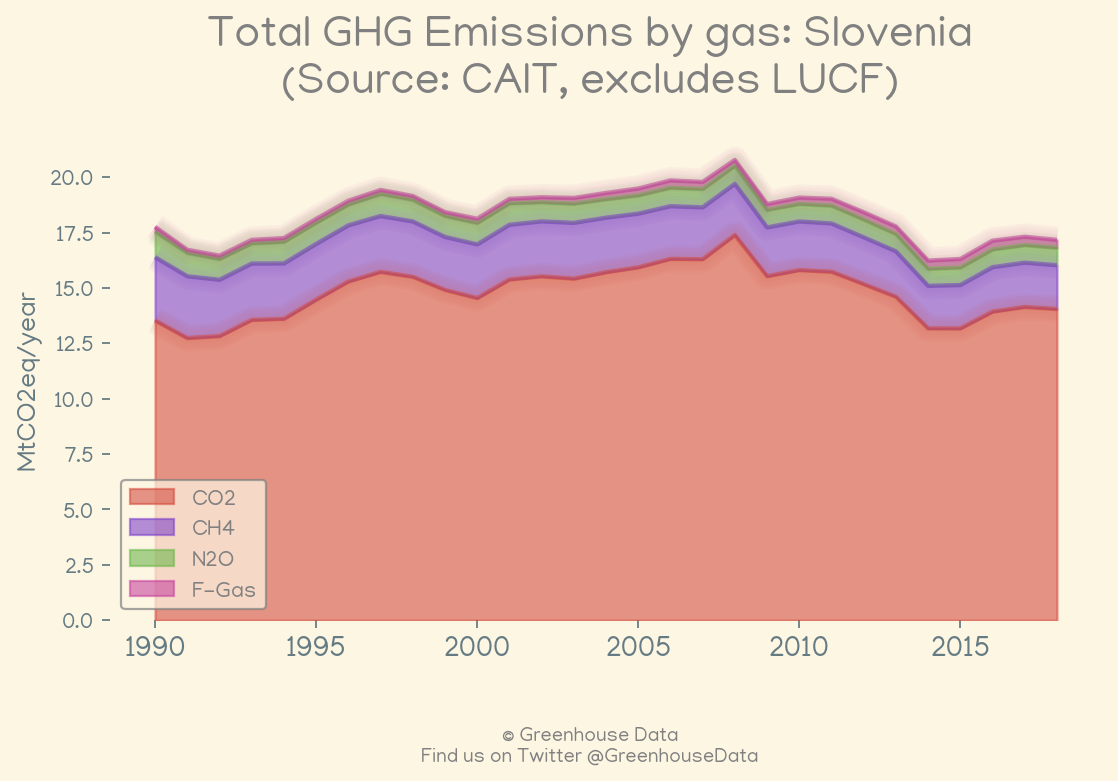 Total GHG Emissions by gas: Slovenia
(Source: CAIT, excludes LUCF)
MtCO2eq/year
20.0
17.5
15.0
12.5
10.0
7.5
5.0
2.5
0.0
CO2
CH4
N2O
F-Gas
1990 1995 2000 2005 2010 2015
© Greenhouse Data
Find us on Twitter @GreenhouseData